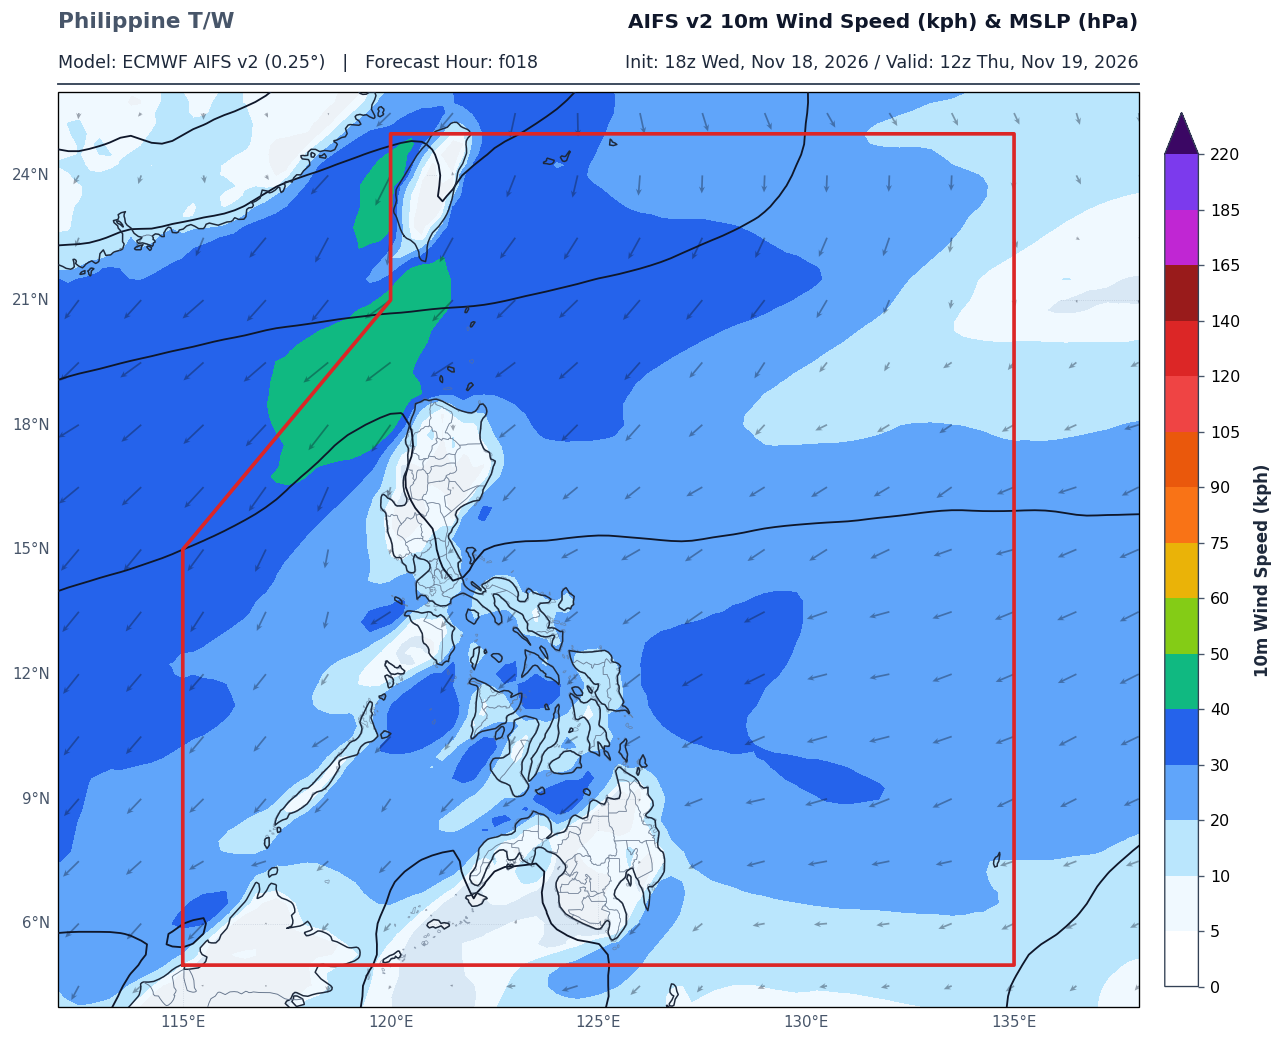 Philippine T/W
AIFS v2 10m Wind Speed (kph) & MSLP (hPa)
Model: ECMWF AIFS v2 (0.25°)   |   Forecast Hour: f018
Init: 18z Wed, Nov 18, 2026 / Valid: 12z Thu, Nov 19, 2026
24°N
21°N
18°N
15°N
12°N
9°N
6°N
115°E
120°E
125°E
130°E
135°E
220
185
165
140
120
105
90
75
60
50
40
30
20
10
5
0
10m Wind Speed (kph)